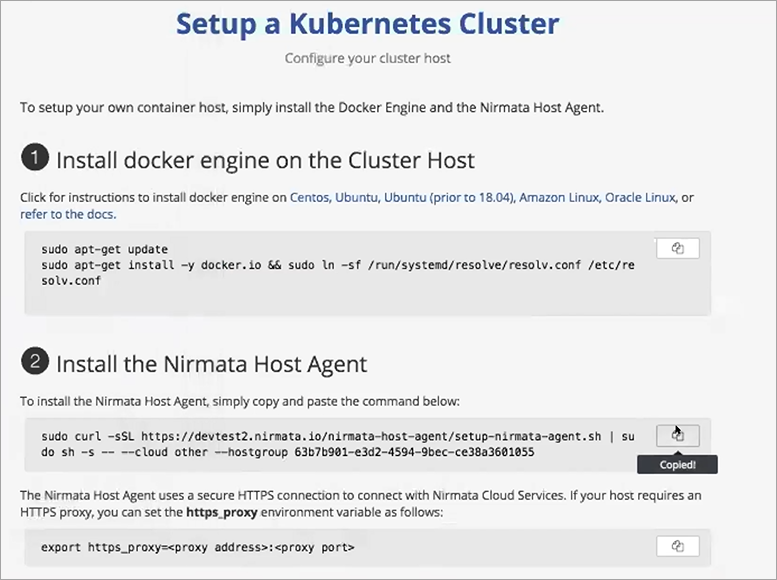 Setup a Kubernetes Cluster
Configure your cluster host
To setup your own container host, simply install the Docker Engine and the Nirmata Host Agent.
1 Install docker engine on the Cluster Host
Click for instructions to install docker engine on Centos, Ubuntu, Ubuntu (prior to 18.04), Amazon Linux, Oracle Linux, or
refer to the docs.
sudo apt-get update
sudo apt-get install -y docker.io && sudo ln -sf /run/systemd/resolve/resolv.conf /etc/re
solv.conf
2 Install the Nirmata Host Agent
To install the Nirmata Host Agent, simply copy and paste the command below:
sudo curl -sSL https://devtest2.nirmata.io/nirmata-host-agent/setup-nirmata-agent.sh | su
do sh -s -- --cloud other --hostgroup 63b7b901-e3d2-4594-9bec-ce38a3601055
Copied!
The Nirmata Host Agent uses a secure HTTPS connection to connect with Nirmata Cloud Services. If your host requires an
HTTPS proxy, you can set the https_proxy environment variable as follows:
export https_proxy=<proxy address>:<proxy port>